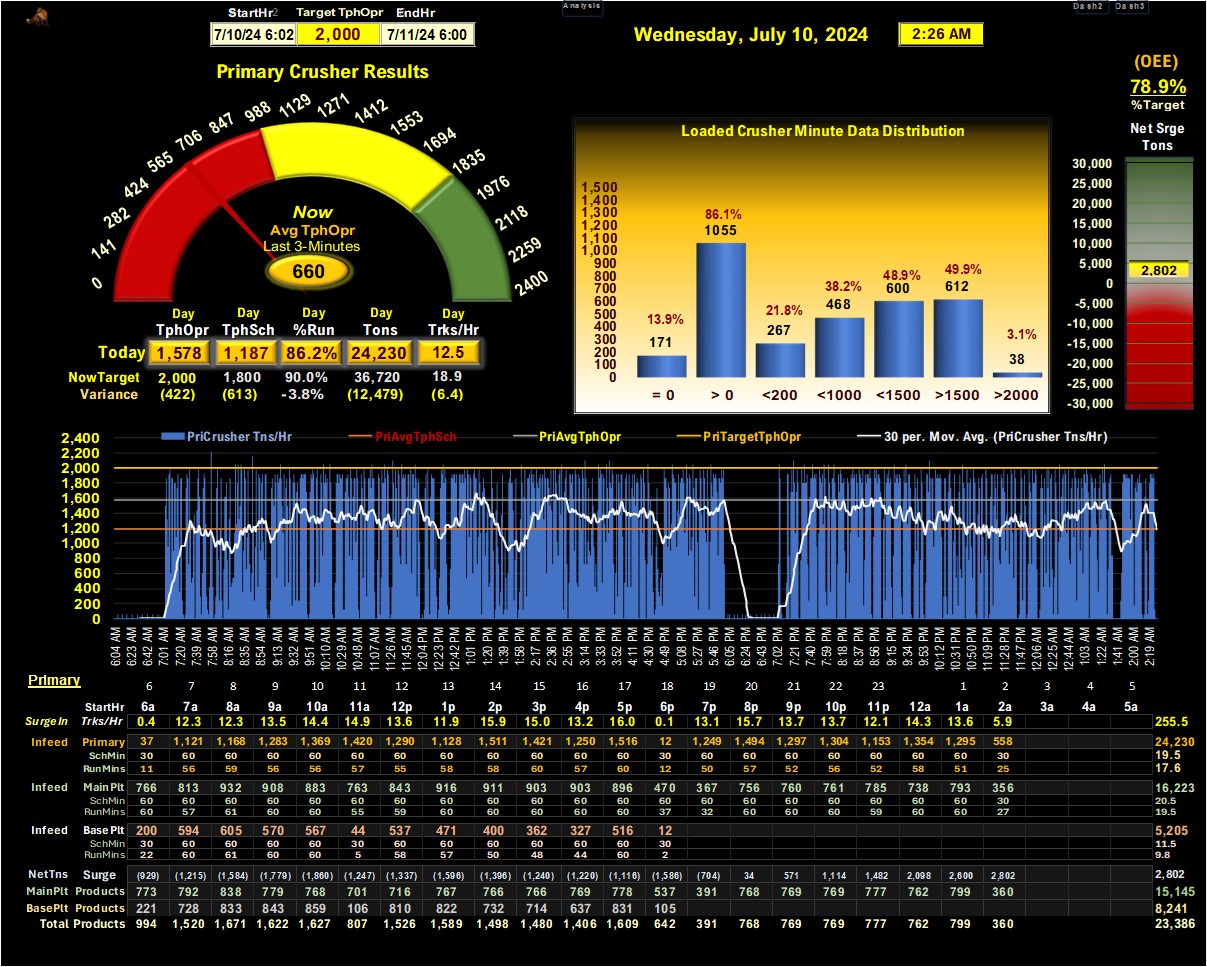 Analysis
Dash2 Dash3
StartHr2 Target TphOpr EndHr
7/10/24 6:02 2,000 7/11/24 6:00
Wednesday, July 10, 2024 2:26 AM
(OEE)
78.9%
%Target
Net Srge
Tons
30,000
25,000
20,000
15,000
10,000
5,000
2,802
0
-5,000
-10,000
-15,000
-20,000
-25,000
-30,000
Primary Crusher Results
0 141 282 424 565 706 847 988 1129 1271 1412 1553 1694 1835 1976 2118 2259 2400
Now
Avg TphOpr
Last 3-Minutes
660
Day Day Day Day Day
TphOpr TphSch %Run Tons Trks/Hr
Today 1,578 1,187 86.2% 24,230 12.5
NowTarget 2,000 1,800 90.0% 36,720 18.9
Variance (422) (613) -3.8% (12,479) (6.4)
Loaded Crusher Minute Data Distribution
1,500
1,400
1,300
1,200
1,100
1,000
900
800
700
600
500
400
300
200
100
0
13.9% 86.1% 21.8% 38.2% 48.9% 49.9% 3.1%
171 1055 267 468 600 612 38
= 0 > 0 <200 <1000 <1500 >1500 >2000
PriCrusher Tns/Hr PriAvgTphSch PriAvgTphOpr PriTargetTphOpr 30 per. Mov. Avg. (PriCrusher Tns/Hr)
2,400
2,200
2,000
1,800
1,600
1,400
1,200
1,000
800
600
400
200
0
6:04 AM 6:23 AM 6:42 AM 7:01 AM 7:20 AM 7:39 AM 7:58 AM 8:16 AM 8:35 AM 8:54 AM 9:13 AM 9:32 AM 9:51 AM 10:10 AM 10:29 AM 10:48 AM 11:07 AM 11:26 AM 11:45 AM 12:04 PM 12:23 PM 12:42 PM 1:01 PM 1:20 PM 1:39 PM 1:58 PM 2:17 PM 2:36 PM 2:55 PM 3:14 PM 3:33 PM 3:52 PM 4:11 PM 4:30 PM 4:49 PM 5:08 PM 5:27 PM 5:46 PM 6:05 PM 6:24 PM 7:02 PM 7:21 PM 7:40 PM 7:59 PM 8:18 PM 8:37 PM 8:56 PM 9:15 PM 9:34 PM 9:53 PM 10:12 PM 10:31 PM 10:50 PM 11:09 PM 11:28 PM 11:47 PM 12:06 AM 12:25 AM 12:44 AM 1:03 AM 1:22 AM 1:41 AM 2:00 AM 2:19 AM
Primary
6 7 8 9 10 11 12 13 14 15 16 17 18 19 20 21 22 23 1 2 3 4 5
StartHr 6a 7a 8a 9a 10a 11a 12p 1p 2p 3p 4p 5p 6p 7p 8p 9p 10p 11p 12a 1a 2a 3a 4a 5a
SurgeIn Trks/Hr 0.4 12.3 12.3 13.5 14.4 14.9 13.6 11.9 15.9 15.0 13.2 16.0 0.1 13.1 15.7 13.7 13.7 12.1 14.3 13.6 5.9 255.5
Infeed Primary 37 1,121 1,168 1,283 1,369 1,420 1,290 1,128 1,511 1,421 1,250 1,516 12 1,249 1,494 1,297 1,304 1,153 1,354 1,295 558 24,230
SchMin 30 60 60 60 60 60 60 60 60 60 60 60 30 60 60 60 60 60 60 60 30 19.5
RunMins 11 56 59 56 56 57 55 58 58 60 57 60 12 50 57 52 56 52 58 51 25 17.6
Infeed MainPlt 766 813 932 908 883 763 843 916 911 903 903 896 470 367 756 760 761 785 738 793 356 16,223
SchMin 60 60 60 60 60 60 60 60 60 60 60 60 60 60 60 60 60 60 60 60 30 20.5
RunMins 60 57 61 60 60 55 59 60 60 60 60 60 37 32 60 60 60 59 60 60 27 19.5
Infeed Base Plt 200 594 605 570 567 44 537 471 400 362 327 516 12 5,205
SchMin 30 60 60 60 60 30 60 60 60 60 60 60 30 11.5
RunMins 22 60 61 60 60 5 58 57 50 48 44 60 2 9.8
NetTns Surge (929) (1,215) (1,584) (1,779) (1,860) (1,247) (1,337) (1,596) (1,396) (1,240) (1,220) (1,116) (1,586) (704) 34 571 1,114 1,482 2,098 2,600 2,802 2,802
MainPlt Products 773 792 838 779 768 701 716 767 766 766 769 778 537 391 768 769 769 777 762 799 360 15,145
BasePlt Products 221 728 833 843 859 106 810 822 732 714 637 831 105 8,241
Total Products 994 1,520 1,671 1,622 1,627 807 1,526 1,589 1,498 1,480 1,406 1,609 642 391 768 769 769 777 762 799 360 23,386